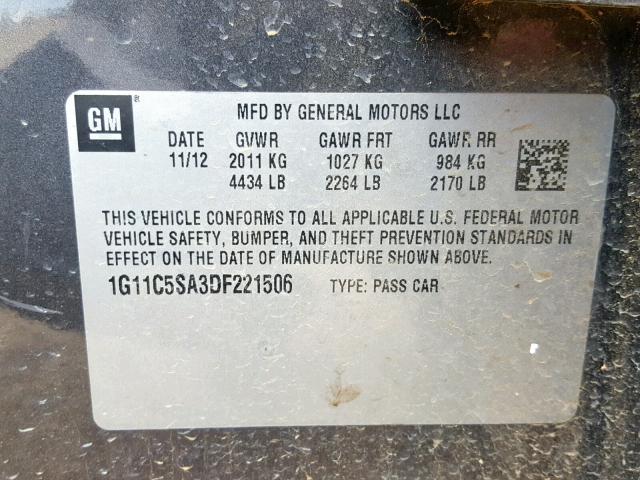 GM ®
MFD BY GENERAL MOTORS LLC
DATE GVWR GAWR FRT GAWR RR
11/12 2011 KG 1027 KG 984 KG
4434 LB 2264 LB 2170 LB
THIS VEHICLE CONFORMS TO ALL APPLICABLE U.S. FEDERAL MOTOR
VEHICLE SAFETY, BUMPER, AND THEFT PREVENTION STANDARDS IN
EFFECT ON THE DATE OF MANUFACTURE SHOWN ABOVE.
1G11C5SA3DF221506 TYPE: PASS CAR